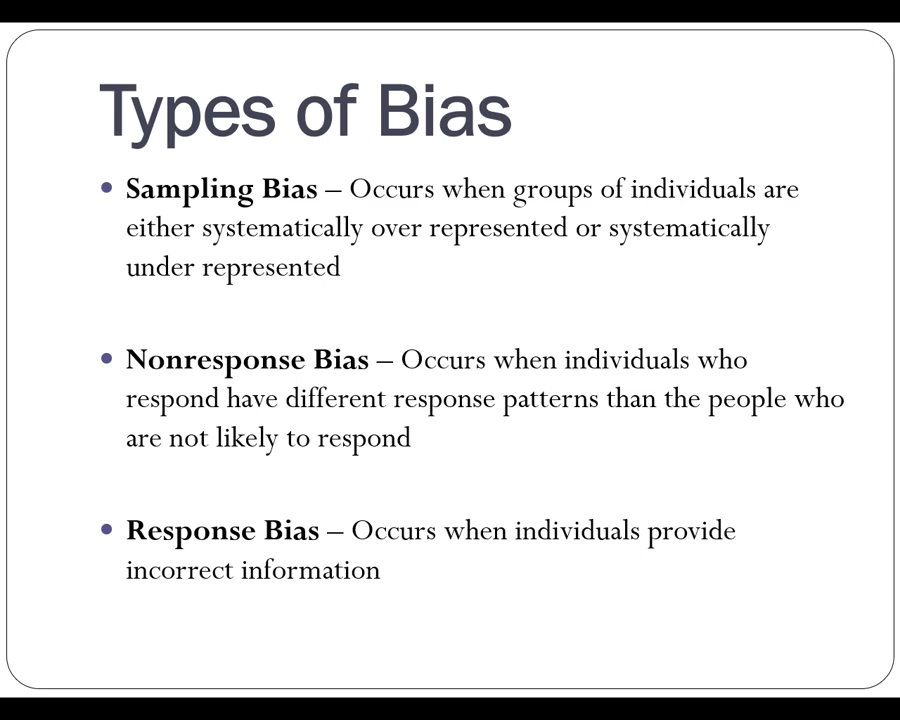 Types of Bias
• Sampling Bias – Occurs when groups of individuals are
either systematically over represented or systematically
under represented
• Nonresponse Bias – Occurs when individuals who
respond have different response patterns than the people who
are not likely to respond
• Response Bias – Occurs when individuals provide
incorrect information